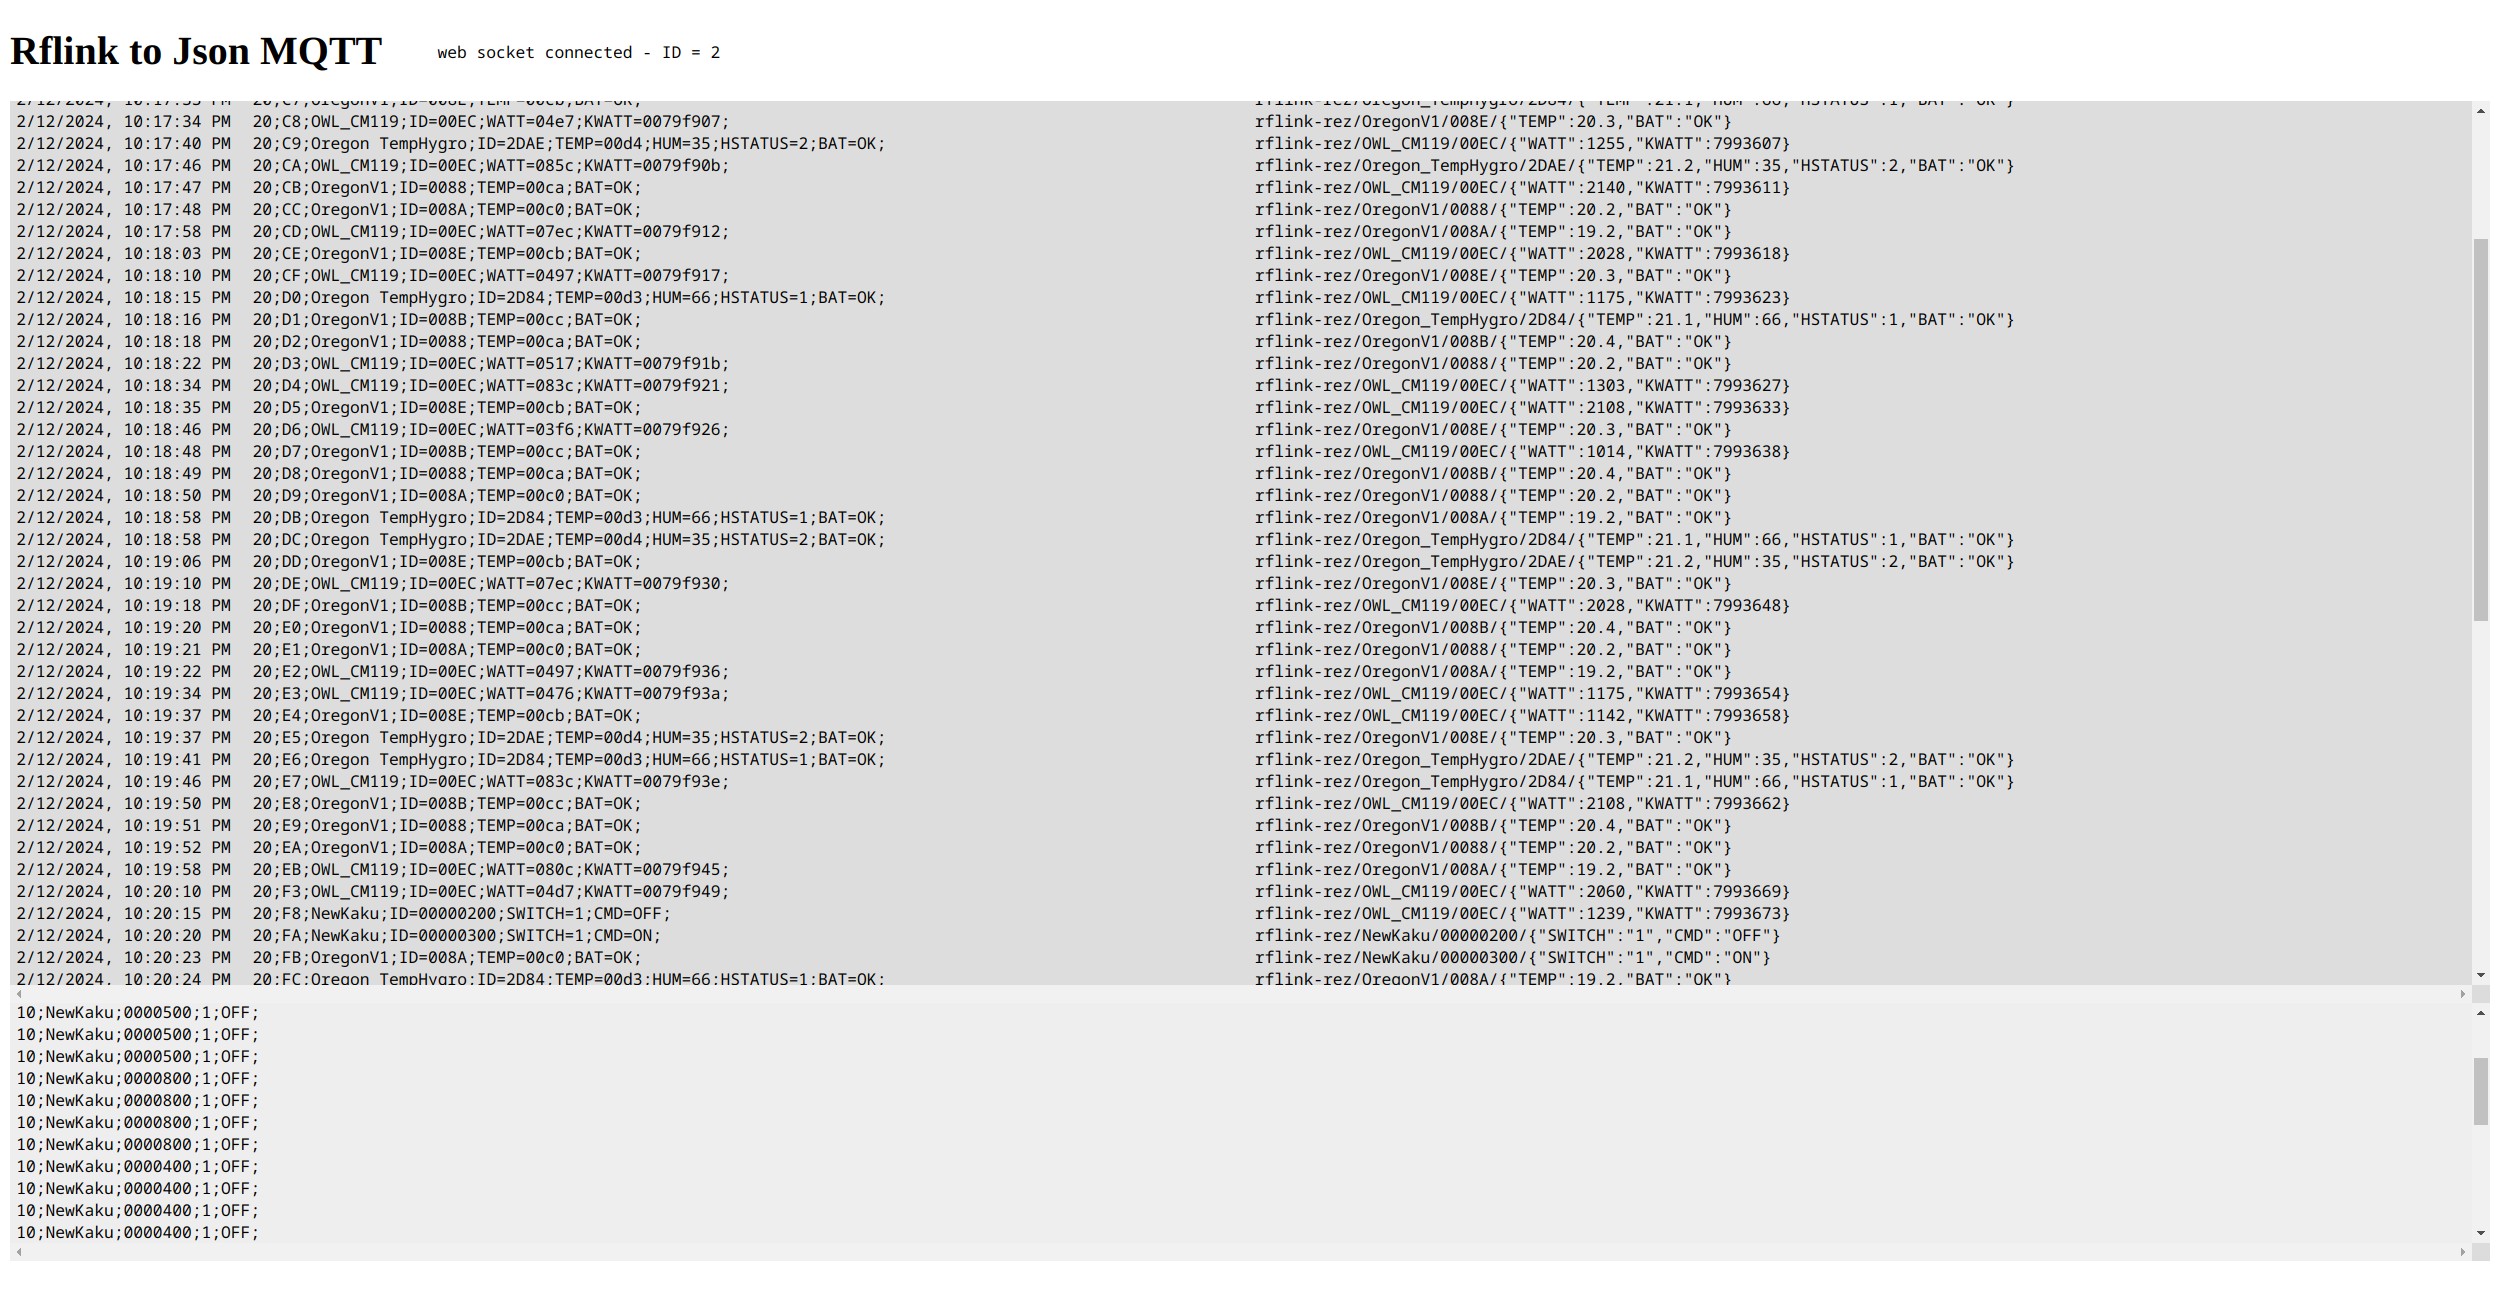 Rflink to Json MQTT web socket connected - ID = 2
2/12/2024, 10:17:33 PM 20;C7;OregonV1;ID=008E;TEMP=00cb;BAT=OK; rflink-rez/Oregon_TempHygro/2D84/{"TEMP":21.1,"HUM":66,"HSTATUS":1,"BAT":"OK"}
2/12/2024, 10:17:34 PM 20;C8;OWL_CM119;ID=00EC;WATT=04e7;KWATT=0079f907; rflink-rez/OregonV1/008E/{"TEMP":20.3,"BAT":"OK"}
2/12/2024, 10:17:40 PM 20;C9;Oregon TempHygro;ID=2DAE;TEMP=00d4;HUM=35;HSTATUS=2;BAT=OK; rflink-rez/OWL_CM119/00EC/{"WATT":1255,"KWATT":7993607}
2/12/2024, 10:17:46 PM 20;CA;OWL_CM119;ID=00EC;WATT=085c;KWATT=0079f90b; rflink-rez/Oregon_TempHygro/2DAE/{"TEMP":21.2,"HUM":35,"HSTATUS":2,"BAT":"OK"}
2/12/2024, 10:17:47 PM 20;CB;OregonV1;ID=0088;TEMP=00ca;BAT=OK; rflink-rez/OWL_CM119/00EC/{"WATT":2140,"KWATT":7993611}
2/12/2024, 10:17:48 PM 20;CC;OregonV1;ID=008A;TEMP=00c0;BAT=OK; rflink-rez/OregonV1/0088/{"TEMP":20.2,"BAT":"OK"}
2/12/2024, 10:17:58 PM 20;CD;OWL_CM119;ID=00EC;WATT=07ec;KWATT=0079f912; rflink-rez/OregonV1/008A/{"TEMP":19.2,"BAT":"OK"}
2/12/2024, 10:18:03 PM 20;CE;OregonV1;ID=008E;TEMP=00cb;BAT=OK; rflink-rez/OWL_CM119/00EC/{"WATT":2028,"KWATT":7993618}
2/12/2024, 10:18:10 PM 20;CF;OWL_CM119;ID=00EC;WATT=0497;KWATT=0079f917; rflink-rez/OregonV1/008E/{"TEMP":20.3,"BAT":"OK"}
2/12/2024, 10:18:15 PM 20;D0;Oregon TempHygro;ID=2D84;TEMP=00d3;HUM=66;HSTATUS=1;BAT=OK; rflink-rez/OWL_CM119/00EC/{"WATT":1175,"KWATT":7993623}
2/12/2024, 10:18:16 PM 20;D1;OregonV1;ID=008B;TEMP=00cc;BAT=OK; rflink-rez/Oregon_TempHygro/2D84/{"TEMP":21.1,"HUM":66,"HSTATUS":1,"BAT":"OK"}
2/12/2024, 10:18:18 PM 20;D2;OregonV1;ID=0088;TEMP=00ca;BAT=OK; rflink-rez/OregonV1/008B/{"TEMP":20.4,"BAT":"OK"}
2/12/2024, 10:18:22 PM 20;D3;OWL_CM119;ID=00EC;WATT=0517;KWATT=0079f91b; rflink-rez/OregonV1/0088/{"TEMP":20.2,"BAT":"OK"}
2/12/2024, 10:18:34 PM 20;D4;OWL_CM119;ID=00EC;WATT=083c;KWATT=0079f921; rflink-rez/OWL_CM119/00EC/{"WATT":1303,"KWATT":7993627}
2/12/2024, 10:18:35 PM 20;D5;OregonV1;ID=008E;TEMP=00cb;BAT=OK; rflink-rez/OWL_CM119/00EC/{"WATT":2108,"KWATT":7993633}
2/12/2024, 10:18:46 PM 20;D6;OWL_CM119;ID=00EC;WATT=03f6;KWATT=0079f926; rflink-rez/OregonV1/008E/{"TEMP":20.3,"BAT":"OK"}
2/12/2024, 10:18:48 PM 20;D7;OregonV1;ID=008B;TEMP=00cc;BAT=OK; rflink-rez/OWL_CM119/00EC/{"WATT":1014,"KWATT":7993638}
2/12/2024, 10:18:49 PM 20;D8;OregonV1;ID=0088;TEMP=00ca;BAT=OK; rflink-rez/OregonV1/008B/{"TEMP":20.4,"BAT":"OK"}
2/12/2024, 10:18:50 PM 20;D9;OregonV1;ID=008A;TEMP=00c0;BAT=OK; rflink-rez/OregonV1/0088/{"TEMP":20.2,"BAT":"OK"}
2/12/2024, 10:18:58 PM 20;DB;Oregon TempHygro;ID=2D84;TEMP=00d3;HUM=66;HSTATUS=1;BAT=OK; rflink-rez/OregonV1/008A/{"TEMP":19.2,"BAT":"OK"}
2/12/2024, 10:18:58 PM 20;DC;Oregon TempHygro;ID=2DAE;TEMP=00d4;HUM=35;HSTATUS=2;BAT=OK; rflink-rez/Oregon_TempHygro/2D84/{"TEMP":21.1,"HUM":66,"HSTATUS":1,"BAT":"OK"}
2/12/2024, 10:19:06 PM 20;DD;OregonV1;ID=008E;TEMP=00cb;BAT=OK; rflink-rez/Oregon_TempHygro/2DAE/{"TEMP":21.2,"HUM":35,"HSTATUS":2,"BAT":"OK"}
2/12/2024, 10:19:10 PM 20;DE;OWL_CM119;ID=00EC;WATT=07ec;KWATT=0079f930; rflink-rez/OregonV1/008E/{"TEMP":20.3,"BAT":"OK"}
2/12/2024, 10:19:18 PM 20;DF;OregonV1;ID=008B;TEMP=00cc;BAT=OK; rflink-rez/OWL_CM119/00EC/{"WATT":2028,"KWATT":7993648}
2/12/2024, 10:19:20 PM 20;E0;OregonV1;ID=0088;TEMP=00ca;BAT=OK; rflink-rez/OregonV1/008B/{"TEMP":20.4,"BAT":"OK"}
2/12/2024, 10:19:21 PM 20;E1;OregonV1;ID=008A;TEMP=00c0;BAT=OK; rflink-rez/OregonV1/0088/{"TEMP":20.2,"BAT":"OK"}
2/12/2024, 10:19:22 PM 20;E2;OWL_CM119;ID=00EC;WATT=0497;KWATT=0079f936; rflink-rez/OregonV1/008A/{"TEMP":19.2,"BAT":"OK"}
2/12/2024, 10:19:34 PM 20;E3;OWL_CM119;ID=00EC;WATT=0476;KWATT=0079f93a; rflink-rez/OWL_CM119/00EC/{"WATT":1175,"KWATT":7993654}
2/12/2024, 10:19:37 PM 20;E4;OregonV1;ID=008E;TEMP=00cb;BAT=OK; rflink-rez/OWL_CM119/00EC/{"WATT":1142,"KWATT":7993658}
2/12/2024, 10:19:37 PM 20;E5;Oregon TempHygro;ID=2DAE;TEMP=00d4;HUM=35;HSTATUS=2;BAT=OK; rflink-rez/OregonV1/008E/{"TEMP":20.3,"BAT":"OK"}
2/12/2024, 10:19:41 PM 20;E6;Oregon TempHygro;ID=2D84;TEMP=00d3;HUM=66;HSTATUS=1;BAT=OK; rflink-rez/Oregon_TempHygro/2DAE/{"TEMP":21.2,"HUM":35,"HSTATUS":2,"BAT":"OK"}
2/12/2024, 10:19:46 PM 20;E7;OWL_CM119;ID=00EC;WATT=083c;KWATT=0079f93e; rflink-rez/Oregon_TempHygro/2D84/{"TEMP":21.1,"HUM":66,"HSTATUS":1,"BAT":"OK"}
2/12/2024, 10:19:50 PM 20;E8;OregonV1;ID=008B;TEMP=00cc;BAT=OK; rflink-rez/OWL_CM119/00EC/{"WATT":2108,"KWATT":7993662}
2/12/2024, 10:19:51 PM 20;E9;OregonV1;ID=0088;TEMP=00ca;BAT=OK; rflink-rez/OregonV1/008B/{"TEMP":20.4,"BAT":"OK"}
2/12/2024, 10:19:52 PM 20;EA;OregonV1;ID=008A;TEMP=00c0;BAT=OK; rflink-rez/OregonV1/0088/{"TEMP":20.2,"BAT":"OK"}
2/12/2024, 10:19:58 PM 20;EB;OWL_CM119;ID=00EC;WATT=080c;KWATT=0079f945; rflink-rez/OregonV1/008A/{"TEMP":19.2,"BAT":"OK"}
2/12/2024, 10:20:10 PM 20;F3;OWL_CM119;ID=00EC;WATT=04d7;KWATT=0079f949; rflink-rez/OWL_CM119/00EC/{"WATT":2060,"KWATT":7993669}
2/12/2024, 10:20:15 PM 20;F8;NewKaku;ID=00000200;SWITCH=1;CMD=OFF; rflink-rez/OWL_CM119/00EC/{"WATT":1239,"KWATT":7993673}
2/12/2024, 10:20:20 PM 20;FA;NewKaku;ID=00000300;SWITCH=1;CMD=ON; rflink-rez/NewKaku/00000200/{"SWITCH":"1","CMD":"OFF"}
2/12/2024, 10:20:23 PM 20;FB;OregonV1;ID=008A;TEMP=00c0;BAT=OK; rflink-rez/NewKaku/00000300/{"SWITCH":"1","CMD":"ON"}
2/12/2024, 10:20:24 PM 20;FC;Oregon TempHygro;ID=2D84;TEMP=00d3;HUM=66;HSTATUS=1;BAT=OK; rflink-rez/OregonV1/008A/{"TEMP":19.2,"BAT":"OK"}
10;NewKaku;0000500;1;OFF;
10;NewKaku;0000500;1;OFF;
10;NewKaku;0000500;1;OFF;
10;NewKaku;0000800;1;OFF;
10;NewKaku;0000800;1;OFF;
10;NewKaku;0000800;1;OFF;
10;NewKaku;0000800;1;OFF;
10;NewKaku;0000400;1;OFF;
10;NewKaku;0000400;1;OFF;
10;NewKaku;0000400;1;OFF;
10;NewKaku;0000400;1;OFF;